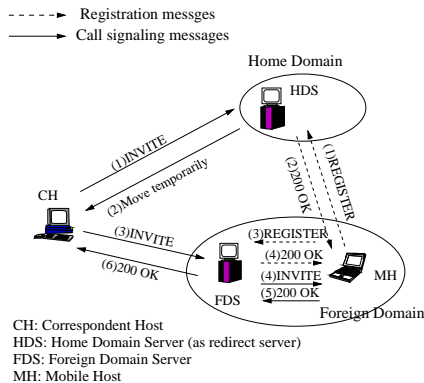 Registration messges
Call signaling messages
Home Domain
HDS
(1)INVITE
(2)Move temporarily
(1)REGISTER
(2)200 OK
CH
(3)INVITE
(6)200 OK
(3)REGISTER
(4)200 OK
(4)INVITE
(5)200 OK
MH
FDS
Foreign Domain
CH: Correspondent Host
HDS: Home Domain Server (as redirect server)
FDS: Foreign Domain Server
MH: Mobile Host